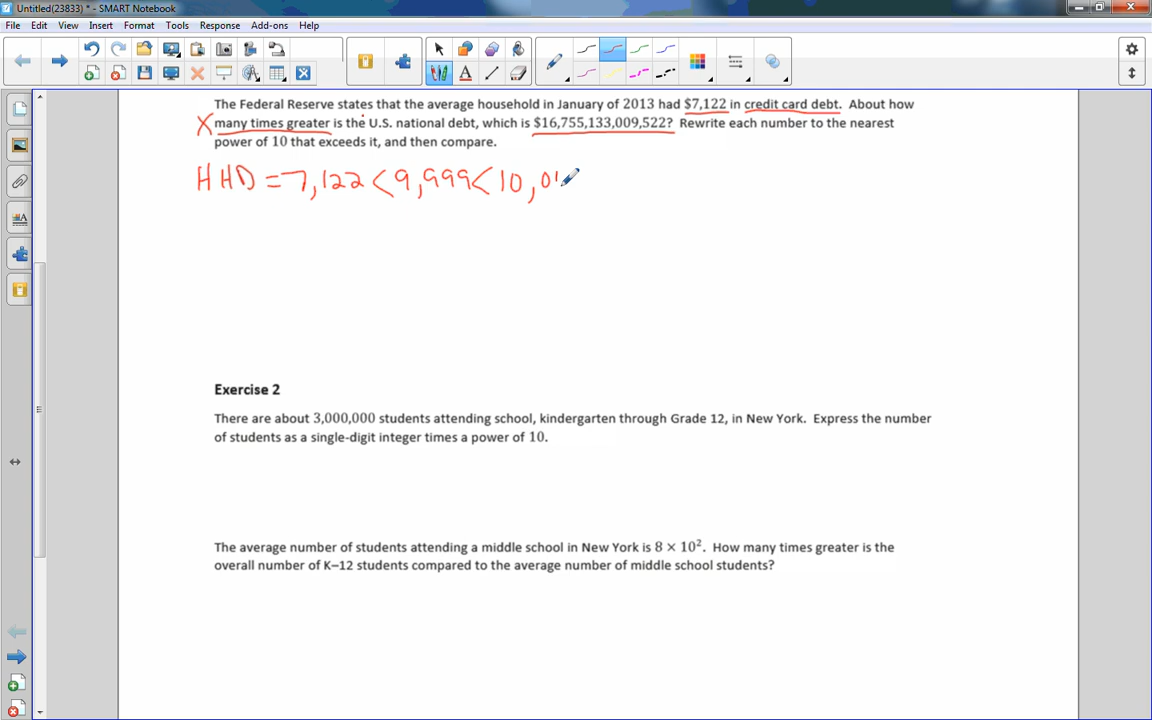 Untitled(23833) * - SMART Notebook
File Edit View Insert Format Tools Response Add-ons Help
The Federal Reserve states that the average household in January of 2013 had $7,122 in credit card debt. About how
X many times greater is the U.S. national debt, which is $16,755,133,009,522? Rewrite each number to the nearest
power of 10 that exceeds it, and then compare.
HHD = 7,122 < 9,999 < 10,0
Exercise 2
There are about 3,000,000 students attending school, kindergarten through Grade 12, in New York. Express the number
of students as a single-digit integer times a power of 10.
The average number of students attending a middle school in New York is 8 × 10². How many times greater is the
overall number of K–12 students compared to the average number of middle school students?